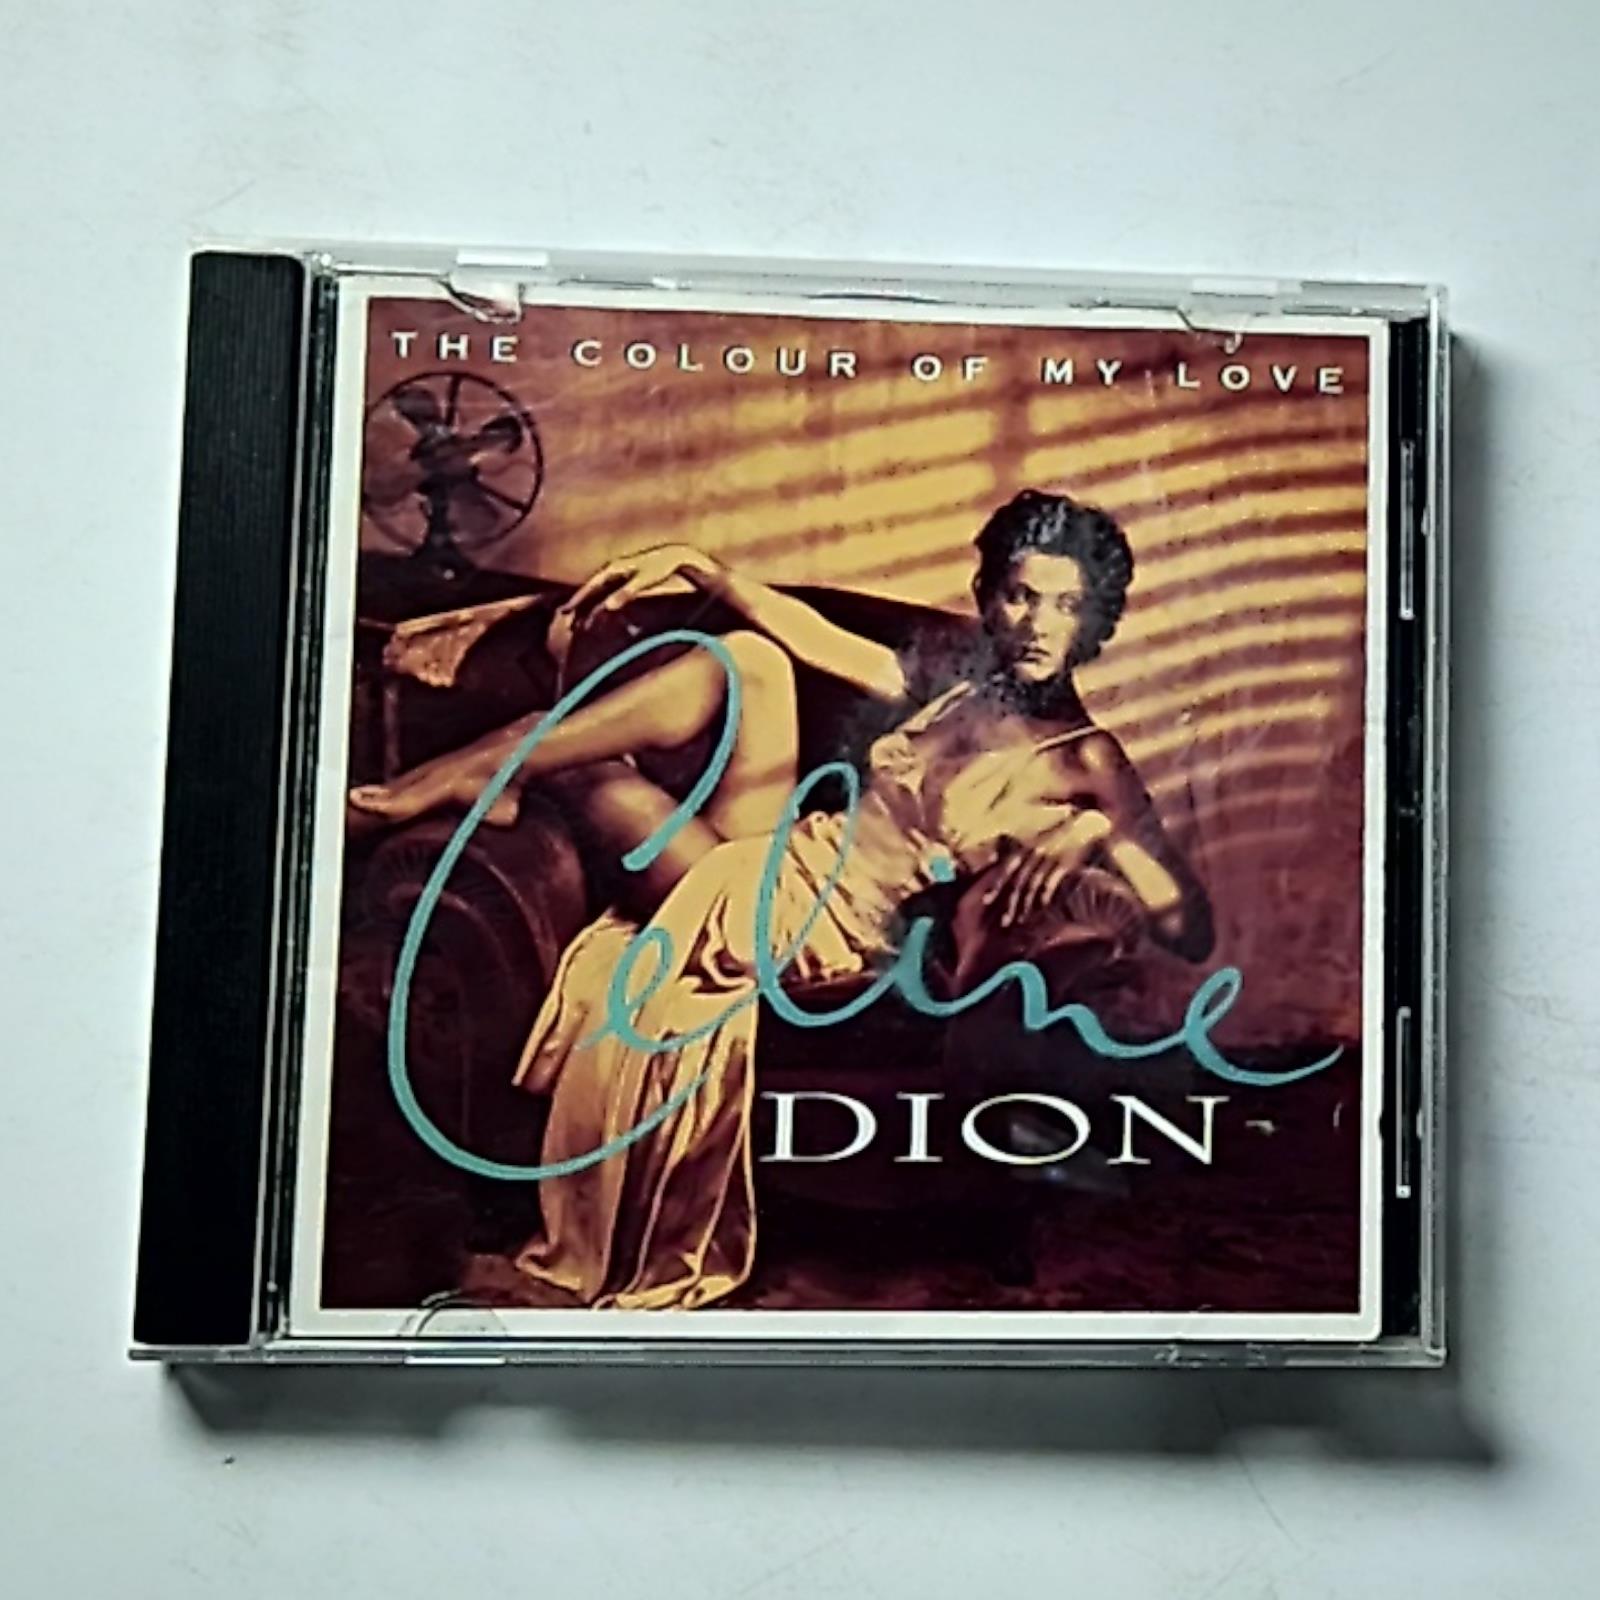 THE COLOUR OF MY LOVE
Celine
DION